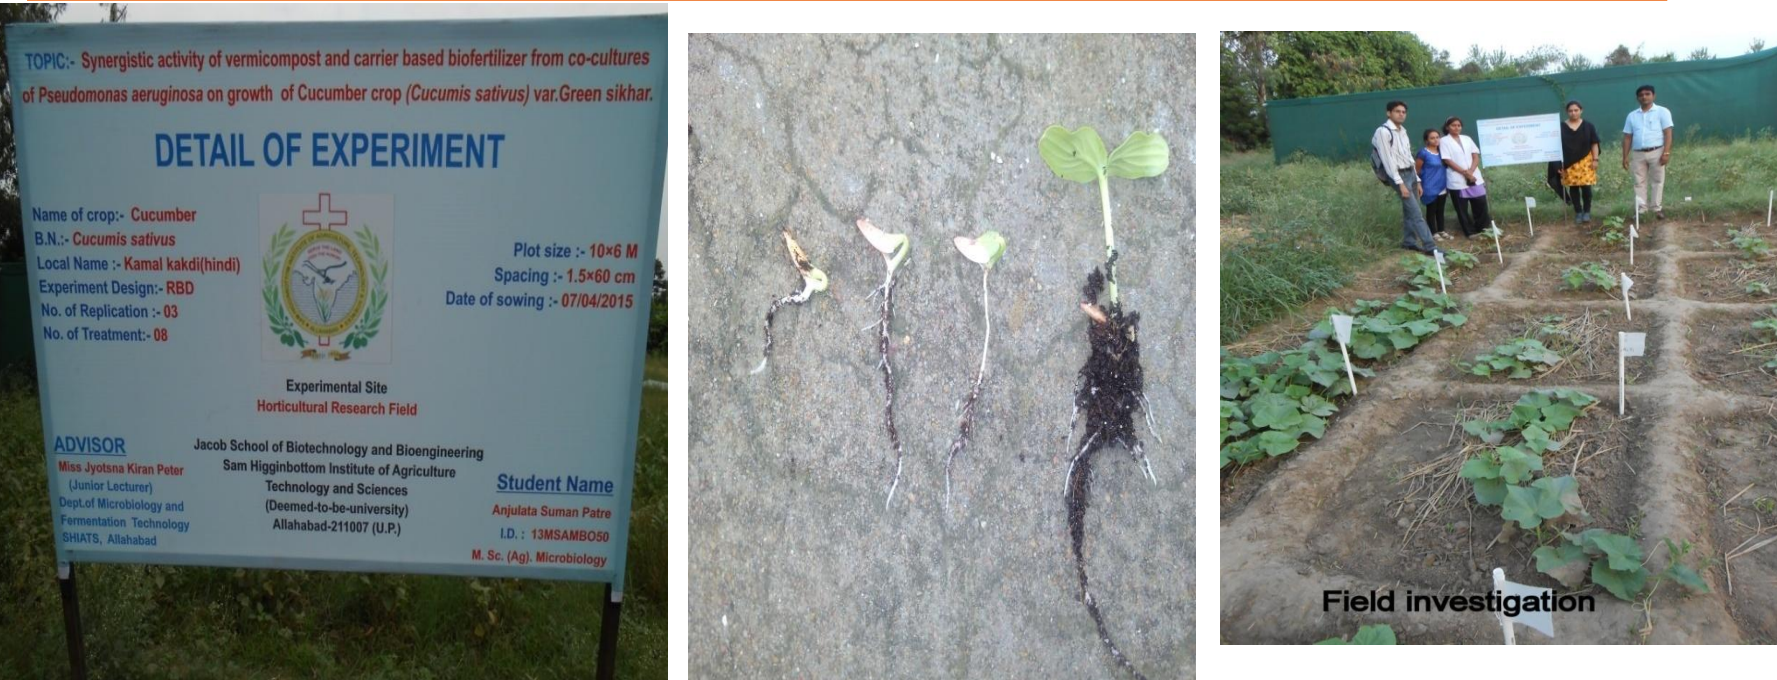 TOPIC:- Synergistic activity of vermicompost and carrier based biofertilizer from co-cultures
of Pseudomonas aeruginosa on growth of Cucumber crop (Cucumis sativus) var.Green sikhar.
DETAIL OF EXPERIMENT
Name of crop:- Cucumber
B.N.:- Cucumis sativus
Local Name :- Kamal kakdi(hindi)
Experiment Design:- RBD
No. of Replication :- 03
No. of Treatment:- 08
Plot size :- 10×6 M
Spacing :- 1.5×60 cm
Date of sowing :- 07/04/2015
Experimental Site
Horticultural Research Field
ADVISOR
Miss Jyotsna Kiran Peter
(Junior Lecturer)
Dept.of Microbiology and
Fermentation Technology
SHIATS, Allahabad
Jacob School of Biotechnology and Bioengineering
Sam Higginbottom Institute of Agriculture
Technology and Sciences
(Deemed-to-be-university)
Allahabad-211007 (U.P.)
Student Name
Anjulata Suman Patre
I.D. : 13MSAMBO50
M. Sc. (Ag). Microbiology
DETAIL OF EXPERIMENT
Field investigation